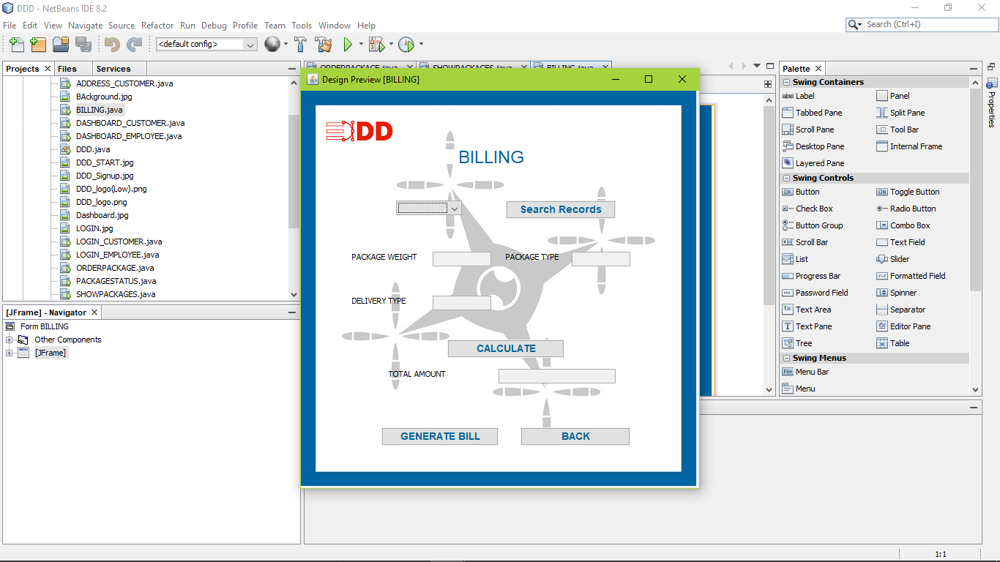 DDD - NetBeans IDE 8.2
File Edit View Navigate Source Refactor Run Debug Profile Team Tools Window Help
Search (Ctrl+I)
<default config>
Projects Files Services
ADDRESS_CUSTOMER.java
BAckground.jpg
BILLING.java
DASHBOARD_CUSTOMER.java
DASHBOARD_EMPLOYEE.java
DDD.java
DDD_START.jpg
DDD_Signup.jpg
DDD_logo(Low).png
DDD_logo.png
Dashboard.jpg
LOGIN.jpg
LOGIN_CUSTOMER.java
LOGIN_EMPLOYEE.java
ORDERPACKAGE.java
PACKAGESTATUS.java
SHOWPACKAGES.java
[JFrame] - Navigator
Form BILLING
Other Components
[JFrame]
ORDERPACKAGE.java SHOWPACKAGES.java BILLING.java
Design Preview [BILLING]
DDD
BILLING
Search Records
PACKAGE WEIGHT PACKAGE TYPE
DELIVERY TYPE
CALCULATE
TOTAL AMOUNT
GENERATE BILL BACK
Palette
Swing Containers
Label Panel
Tabbed Pane Split Pane
Scroll Pane Tool Bar
Desktop Pane Internal Frame
Layered Pane
Swing Controls
Button Toggle Button
Check Box Radio Button
Button Group Combo Box
Scroll Bar Text Field
List Slider
Progress Bar Formatted Field
Password Field Spinner
Text Area Separator
Text Pane Editor Pane
Tree Table
Swing Menus
Menu Bar
Menu
Properties
1:1